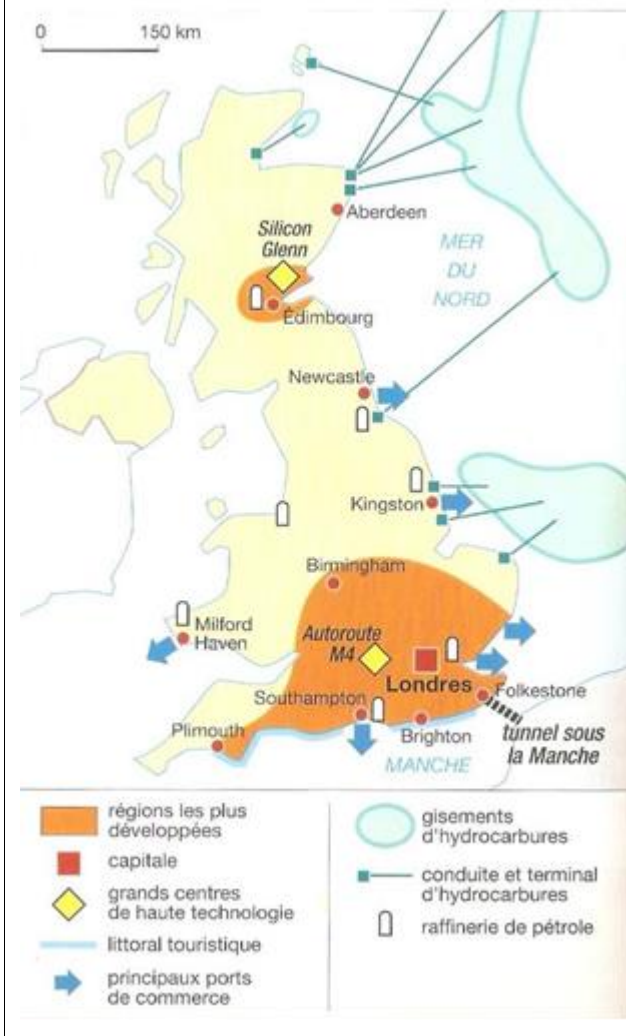 0 150 km
Aberdeen
Silicon
Glenn
MER
DU
NORD
Édimbourg
Newcastle
Kingston
Birmingham
Milford
Haven
Autoroute
M4
Londres
Folkestone
Southampton
Plimouth
Brighton
tunnel sous
la Manche
MANCHE
régions les plus
développées
capitale
grands centres
de haute technologie
littoral touristique
principaux ports
de commerce
gisements
d'hydrocarbures
conduite et terminal
d'hydrocarbures
raffinerie de pétrole